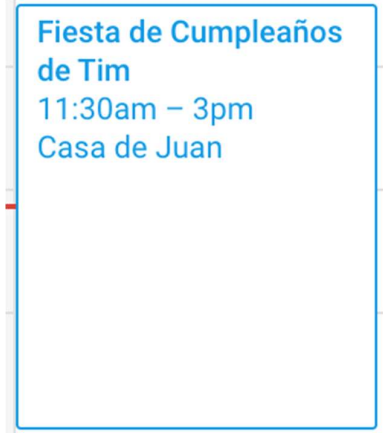 Fiesta de Cumpleaños
de Tim
11:30am – 3pm
Casa de Juan